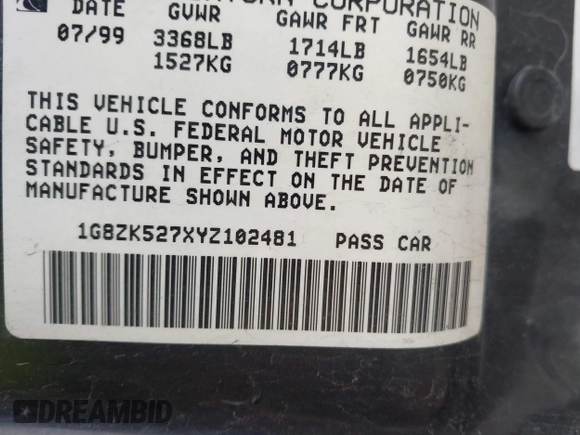 CORPORATION
DATE GVWR GAWR FRT GAWR RR
07/99 3368LB 1714LB 1654LB
1527KG 0777KG 0750KG
THIS VEHICLE CONFORMS TO ALL APPLI-
CABLE U.S. FEDERAL MOTOR VEHICLE
SAFETY, BUMPER, AND THEFT PREVENTION
STANDARDS IN EFFECT ON THE DATE OF
MANUFACTURE SHOWN ABOVE.
1G8ZK527XYZ102481 PASS CAR
DREAMBID